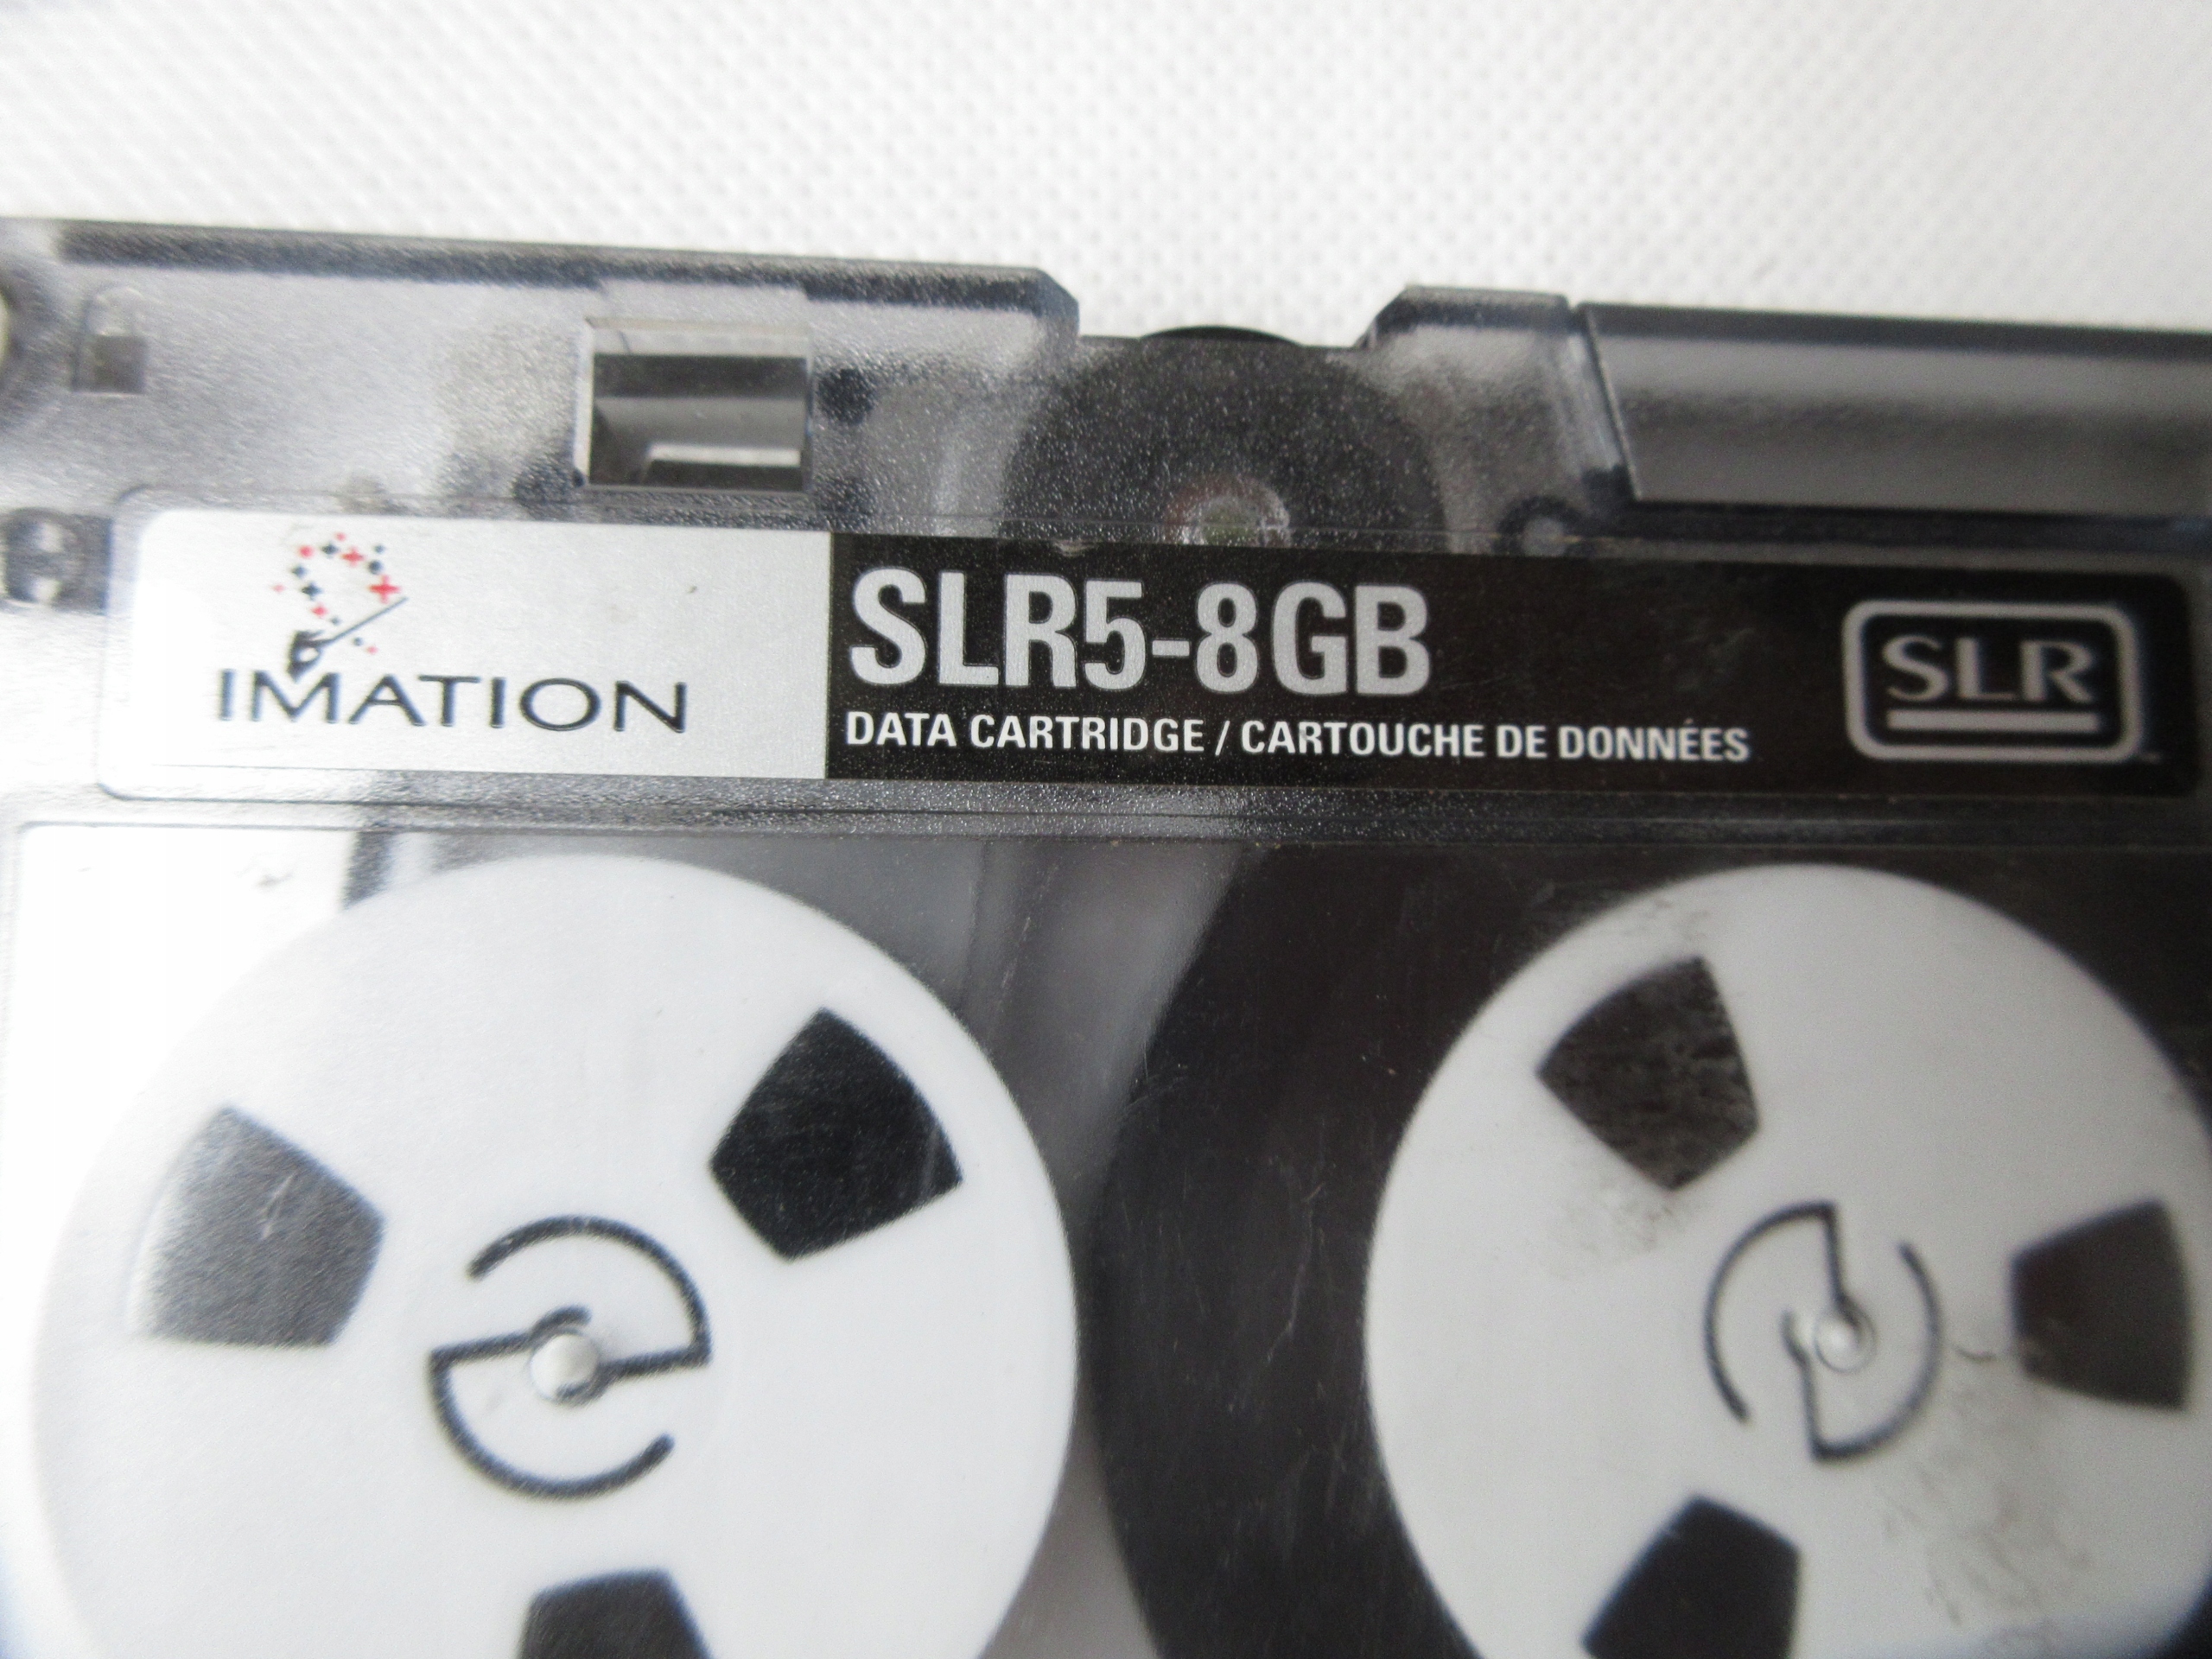 IMATION
SLR5-8GB
DATA CARTRIDGE / CARTOUCHE DE DONNÉES
SLR